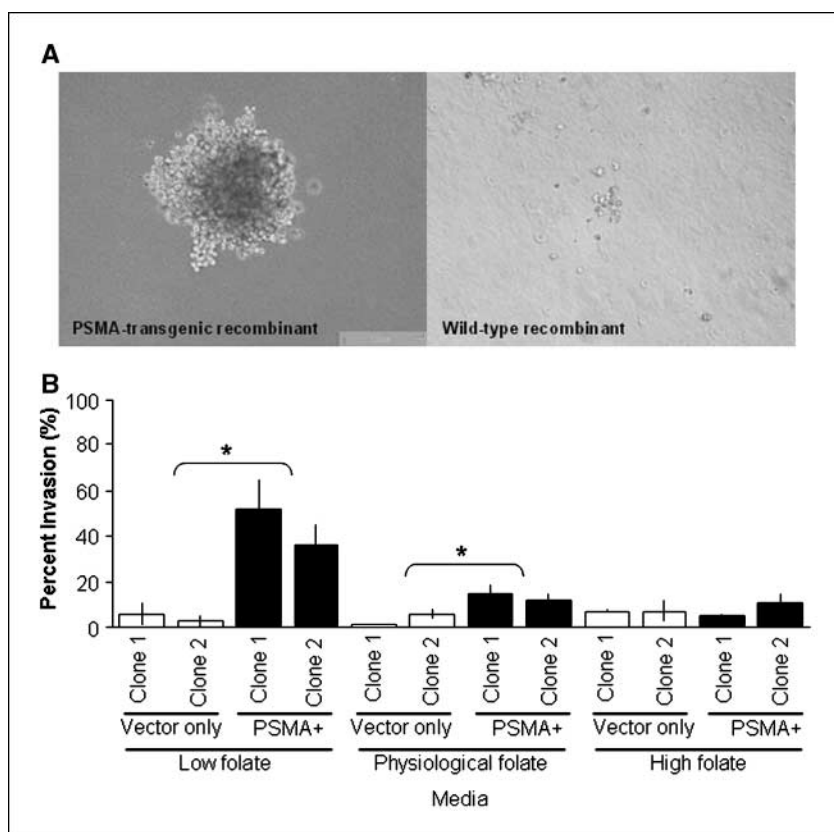 A
PSMA-transgenic recombinant
Wild-type recombinant
B
Percent Invasion (%)
100
80
60
40
20
0
*
*
Clone 1
Clone 2
Clone 1
Clone 2
Clone 1
Clone 2
Clone 1
Clone 2
Clone 1
Clone 2
Clone 1
Clone 2
Vector only
PSMA+
Vector only
PSMA+
Vector only
PSMA+
Low folate
Physiological folate
High folate
Media